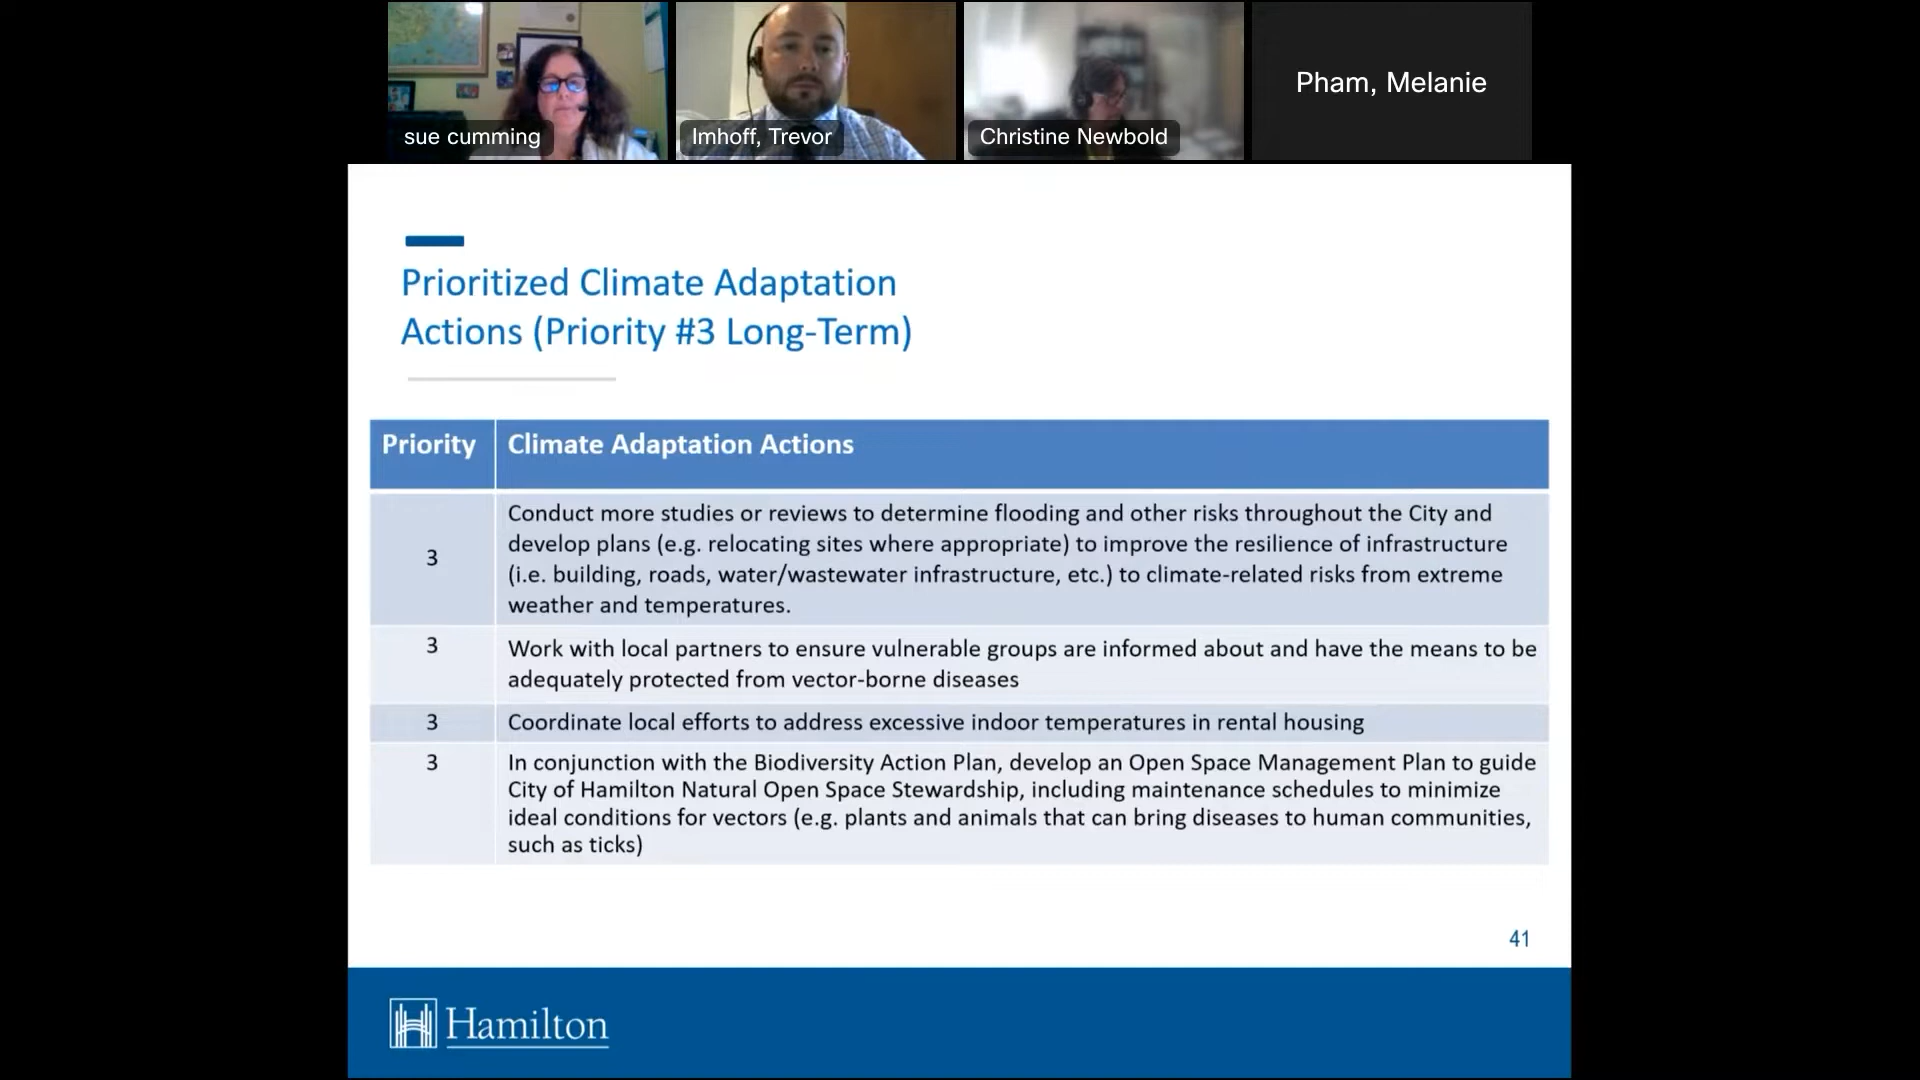 sue cumming
Imhoff, Trevor
Christine Newbold
Pham, Melanie
Prioritized Climate Adaptation
Actions (Priority #3 Long-Term)
Priority
Climate Adaptation Actions
3
Conduct more studies or reviews to determine flooding and other risks throughout the City and
develop plans (e.g. relocating sites where appropriate) to improve the resilience of infrastructure
(i.e. building, roads, water/wastewater infrastructure, etc.) to climate-related risks from extreme
weather and temperatures.
3
Work with local partners to ensure vulnerable groups are informed about and have the means to be
adequately protected from vector-borne diseases
3
Coordinate local efforts to address excessive indoor temperatures in rental housing
3
In conjunction with the Biodiversity Action Plan, develop an Open Space Management Plan to guide
City of Hamilton Natural Open Space Stewardship, including maintenance schedules to minimize
ideal conditions for vectors (e.g. plants and animals that can bring diseases to human communities,
such as ticks)
41
Hamilton